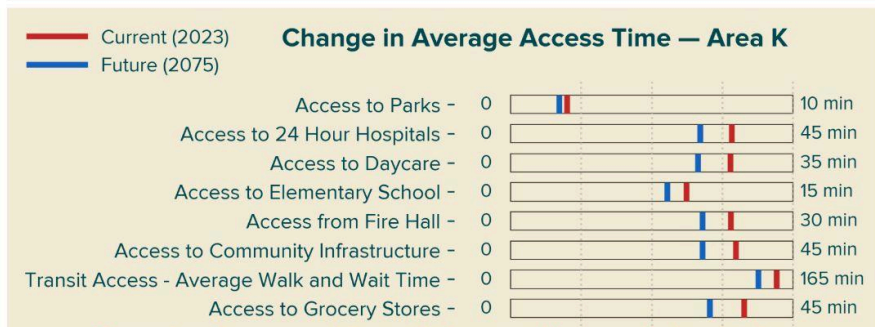 Change in Average Access Time — Area K
Current (2023)
Future (2075)
Access to Parks - 0 10 min
Access to 24 Hour Hospitals - 0 45 min
Access to Daycare - 0 35 min
Access to Elementary School - 0 15 min
Access from Fire Hall - 0 30 min
Access to Community Infrastructure - 0 45 min
Transit Access - Average Walk and Wait Time - 0 165 min
Access to Grocery Stores - 0 45 min